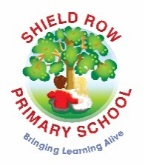 SHIELD ROW
PRIMARY SCHOOL
Bringing Learning Alive